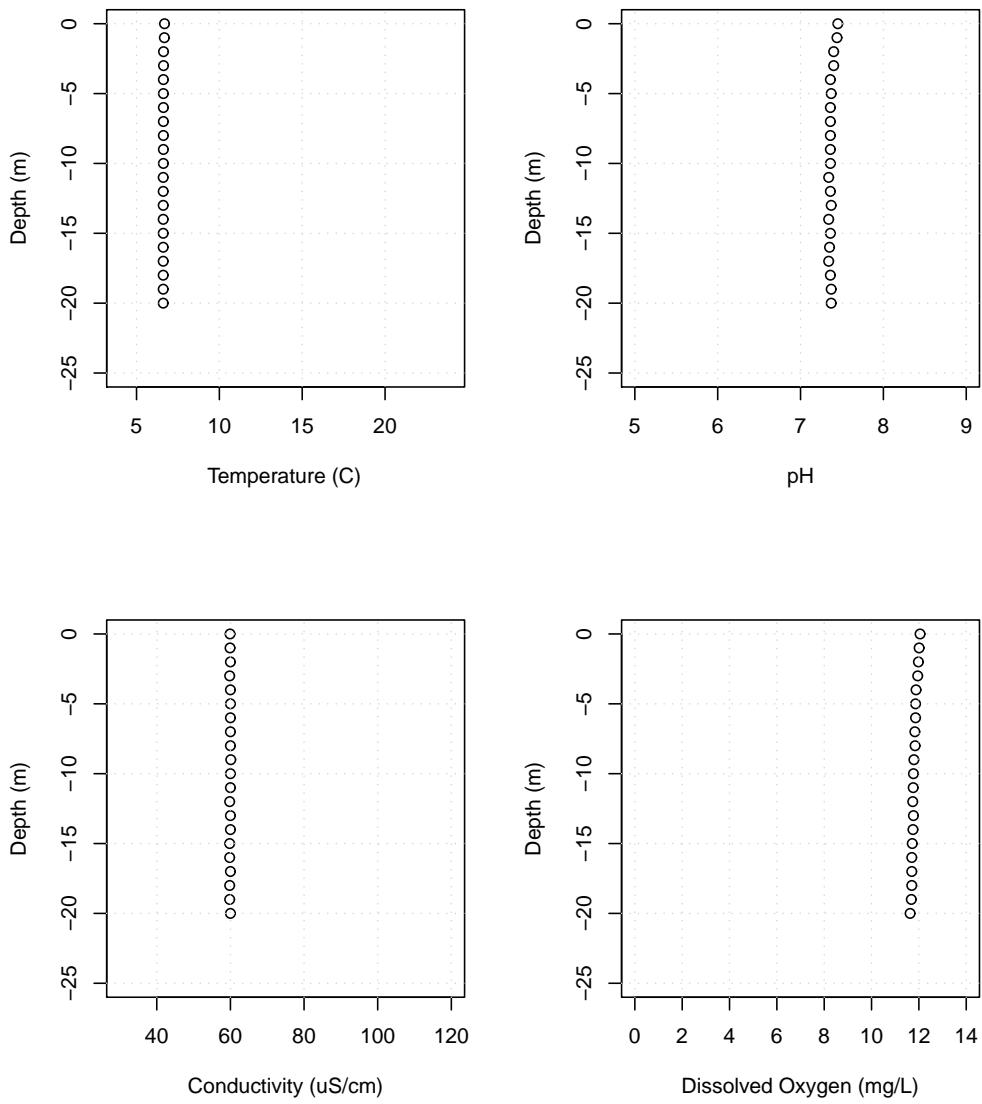 0
−5
−10
−15
−20
−25
Depth (m)
5 10 15 20
Temperature (C)
0
−5
−10
−15
−20
−25
Depth (m)
5 6 7 8 9
pH
0
−5
−10
−15
−20
−25
Depth (m)
40 60 80 100 120
Conductivity (uS/cm)
0
−5
−10
−15
−20
−25
Depth (m)
0 2 4 6 8 10 12 14
Dissolved Oxygen (mg/L)